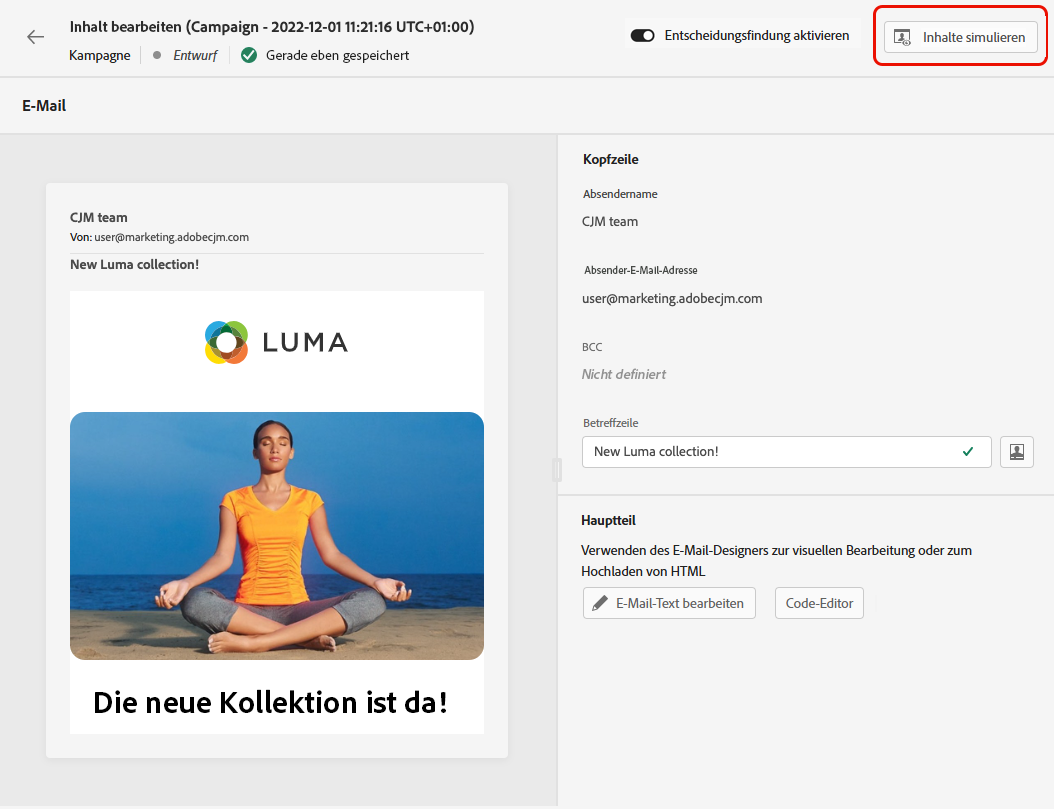 Inhalt bearbeiten (Campaign - 2022-12-01 11:21:16 UTC+01:00)
Kampagne
Entwurf
Gerade eben gespeichert
Entscheidungsfindung aktivieren
Inhalte simulieren
E-Mail
CJM team
Von: user@marketing.adobecjm.com
New Luma collection!
LUMA
Die neue Kollektion ist da!
Kopfzeile
Absendername
CJM team
Absender-E-Mail-Adresse
user@marketing.adobecjm.com
BCC
Nicht definiert
Betreffzeile
New Luma collection!
Hauptteil
Verwenden des E-Mail-Designers zur visuellen Bearbeitung oder zum
Hochladen von HTML
E-Mail-Text bearbeiten
Code-Editor